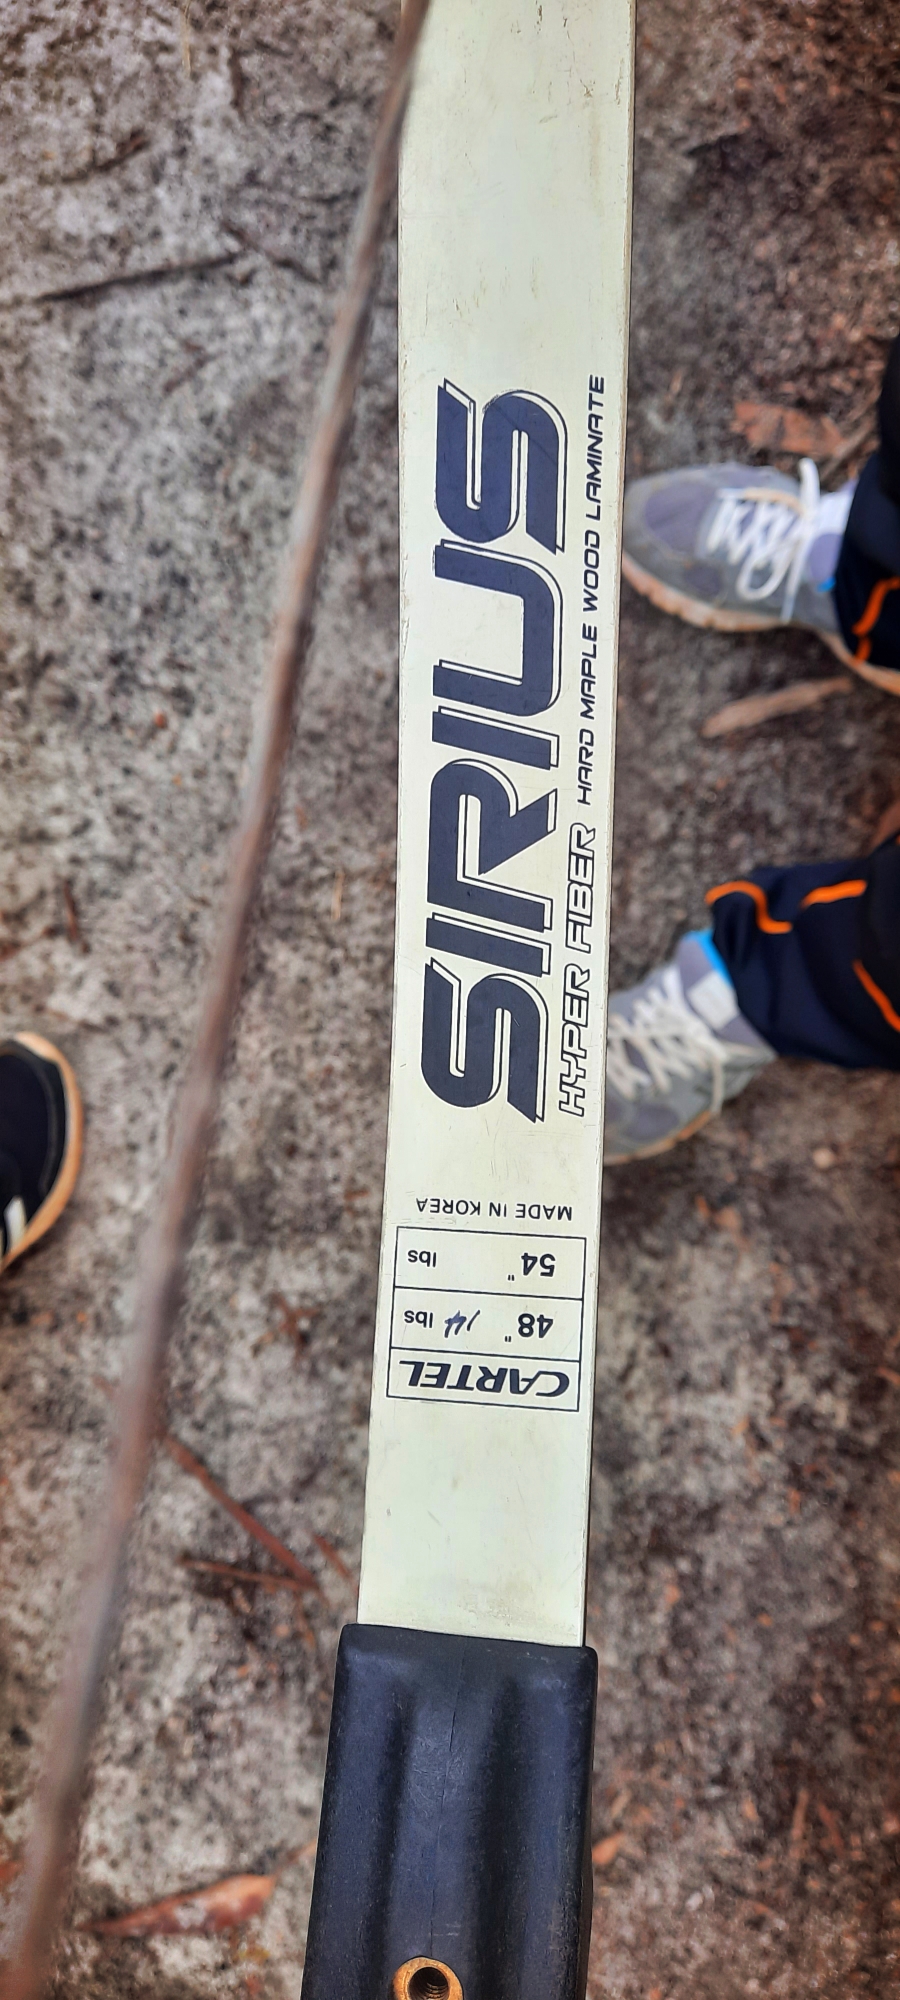 SIRIUS
HYPER FIBER HARD MAPLE WOOD LAMINATE
CARTEL
48" 14 lbs
54" lbs
MADE IN KOREA